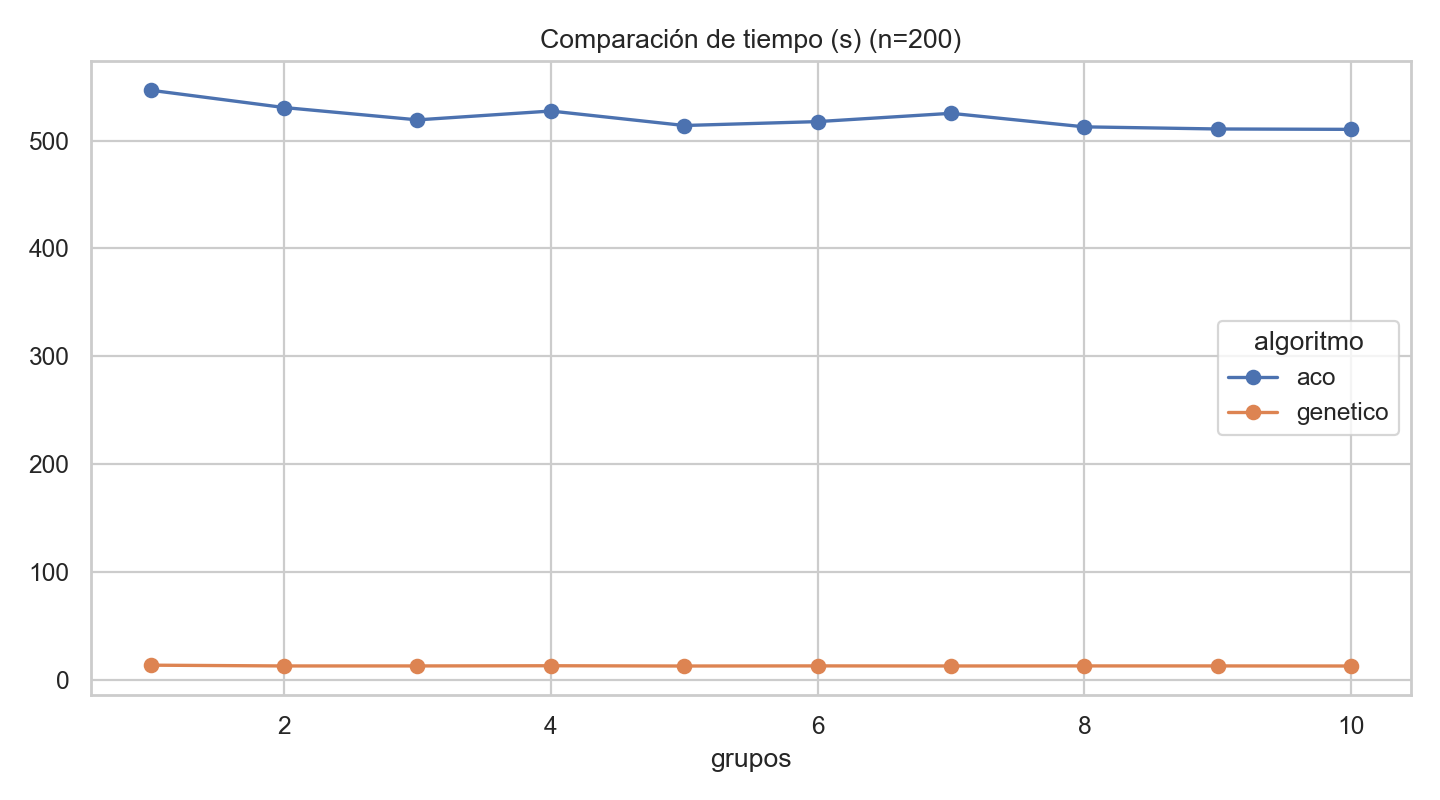 Comparación de tiempo (s) (n=200)
500
400
300
200
100
0
algoritmo
aco
genetico
2 4 6 8 10
grupos